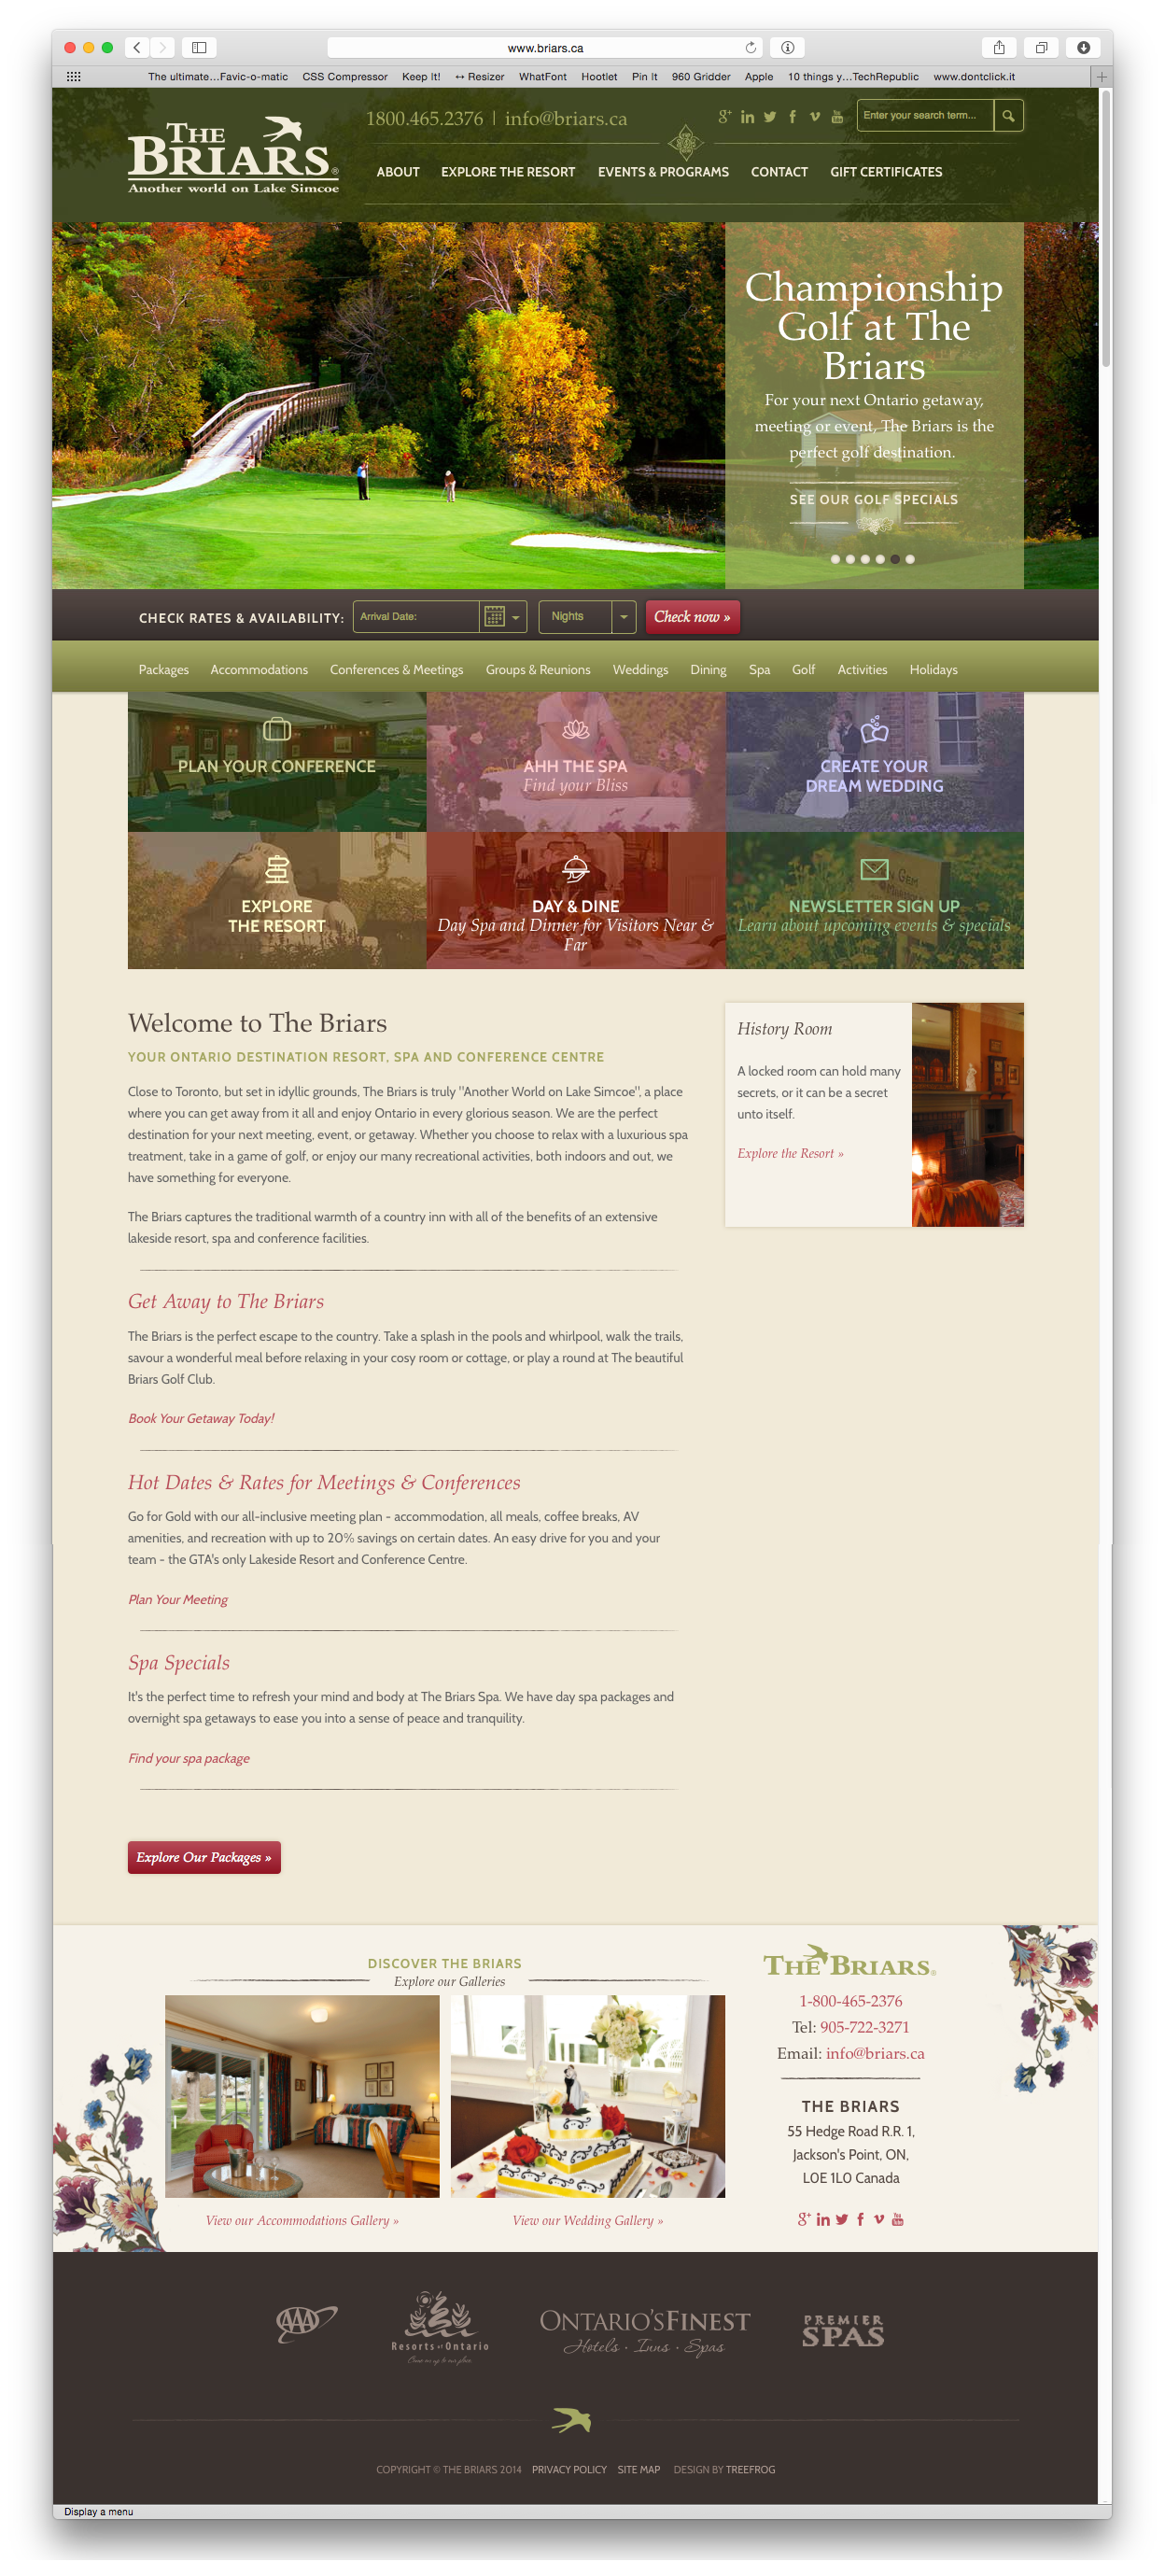 www.briars.ca
The ultimate...Favic-o-matic CSS Compressor Keep It! ↔ Resizer WhatFont Hootlet Pin It 960 Gridder Apple 10 things y...TechRepublic www.dontclick.it
THE BRIARS®
Another world on Lake Simcoe
1800.465.2376 | info@briars.ca
Enter your search term...
ABOUT EXPLORE THE RESORT EVENTS & PROGRAMS CONTACT GIFT CERTIFICATES
Championship
Golf at The
Briars
For your next Ontario getaway,
meeting or event, The Briars is the
perfect golf destination.
SEE OUR GOLF SPECIALS
CHECK RATES & AVAILABILITY: Arrival Date: Nights Check now »
Packages Accommodations Conferences & Meetings Groups & Reunions Weddings Dining Spa Golf Activities Holidays
PLAN YOUR CONFERENCE
AHH THE SPA
Find your Bliss
CREATE YOUR
DREAM WEDDING
EXPLORE
THE RESORT
DAY & DINE
Day Spa and Dinner for Visitors Near &
Far
NEWSLETTER SIGN UP
Learn about upcoming events & specials
Welcome to The Briars
YOUR ONTARIO DESTINATION RESORT, SPA AND CONFERENCE CENTRE
Close to Toronto, but set in idyllic grounds, The Briars is truly "Another World on Lake Simcoe", a place
where you can get away from it all and enjoy Ontario in every glorious season. We are the perfect
destination for your next meeting, event, or getaway. Whether you choose to relax with a luxurious spa
treatment, take in a game of golf, or enjoy our many recreational activities, both indoors and out, we
have something for everyone.
The Briars captures the traditional warmth of a country inn with all of the benefits of an extensive
lakeside resort, spa and conference facilities.
History Room
A locked room can hold many
secrets, or it can be a secret
unto itself.
Explore the Resort »
Get Away to The Briars
The Briars is the perfect escape to the country. Take a splash in the pools and whirlpool, walk the trails,
savour a wonderful meal before relaxing in your cosy room or cottage, or play a round at The beautiful
Briars Golf Club.
Book Your Getaway Today!
Hot Dates & Rates for Meetings & Conferences
Go for Gold with our all-inclusive meeting plan - accommodation, all meals, coffee breaks, AV
amenities, and recreation with up to 20% savings on certain dates. An easy drive for you and your
team - the GTA's only Lakeside Resort and Conference Centre.
Plan Your Meeting
Spa Specials
It's the perfect time to refresh your mind and body at The Briars Spa. We have day spa packages and
overnight spa getaways to ease you into a sense of peace and tranquility.
Find your spa package
Explore Our Packages »
DISCOVER THE BRIARS
Explore our Galleries
View our Accommodations Gallery »
View our Wedding Gallery »
THE BRIARS®
1-800-465-2376
Tel: 905-722-3271
Email: info@briars.ca
THE BRIARS
55 Hedge Road R.R. 1,
Jackson's Point, ON,
L0E 1L0 Canada
AAA
Resorts of Ontario
Come on up to our place
ONTARIO'S FINEST
Hotels · Inns · Spas
PREMIER
SPAS
COPYRIGHT © THE BRIARS 2014 PRIVACY POLICY SITE MAP DESIGN BY TREEFROG
Display a menu